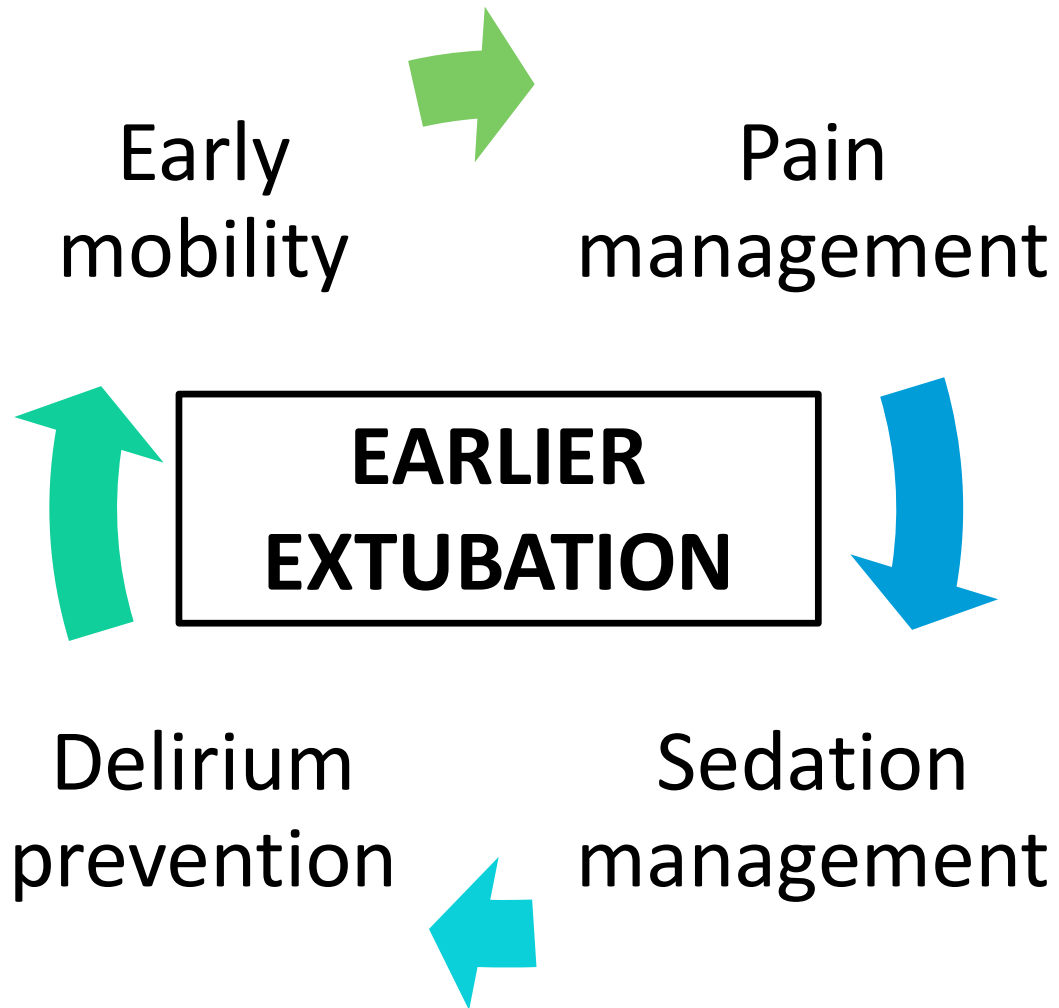 Early
mobility
Pain
management
EARLIER
EXTUBATION
Delirium
prevention
Sedation
management